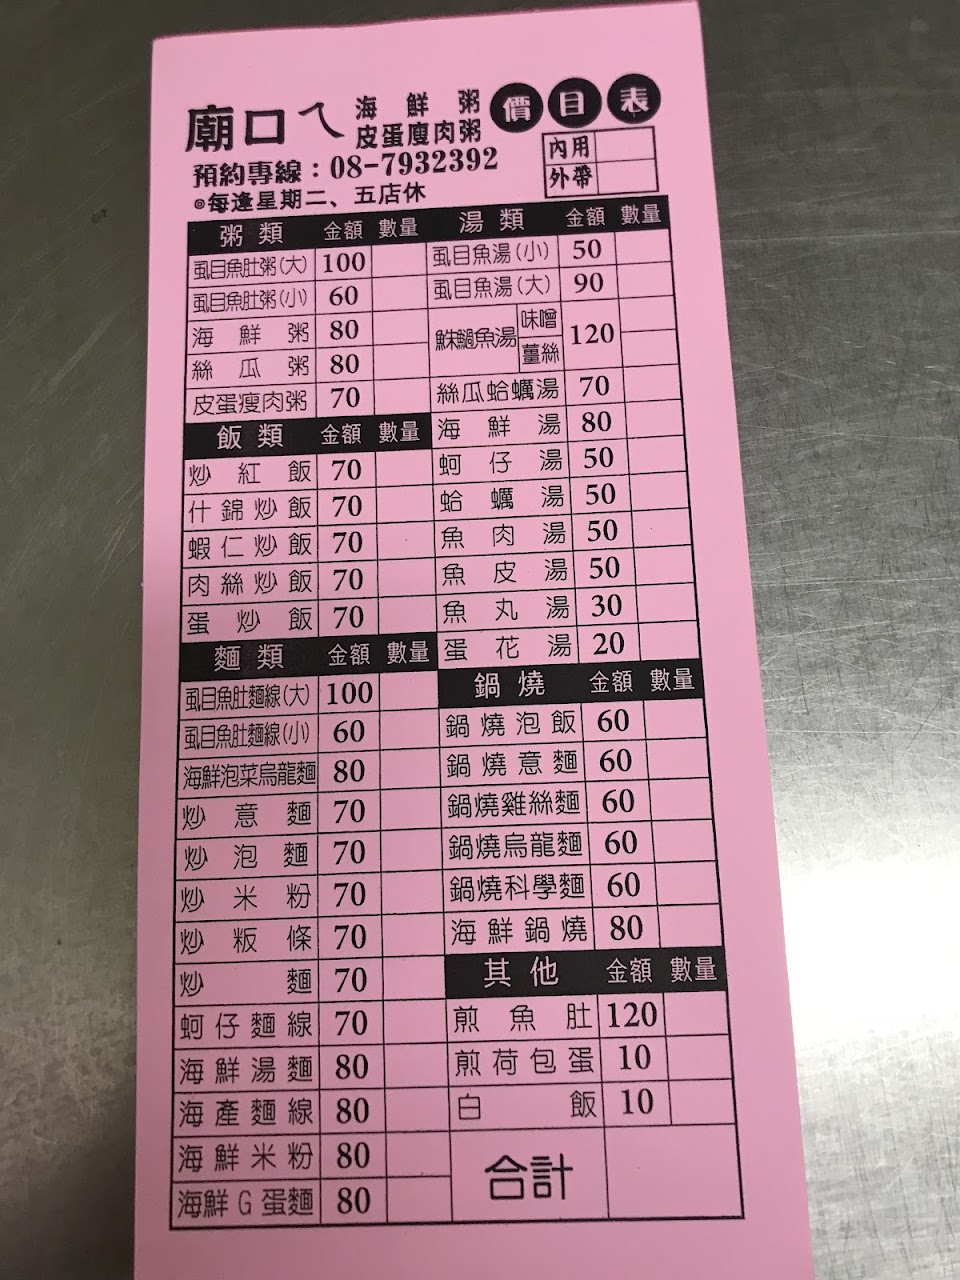 廟口ㄟ 海鮮粥 價目表
皮蛋廋肉粥
預約專線：08-7932392
◎每逢星期二、五店休
內用
外帶
粥類 金額 數量
虱目魚肚粥(大) 100
虱目魚肚粥(小) 60
海鮮粥 80
絲瓜粥 80
皮蛋瘦肉粥 70
飯類 金額 數量
炒紅飯 70
什錦炒飯 70
蝦仁炒飯 70
肉絲炒飯 70
蛋炒飯 70
麵類 金額 數量
虱目魚肚麵線(大) 100
虱目魚肚麵線(小) 60
海鮮泡菜烏龍麵 80
炒意麵 70
炒泡麵 70
炒米粉 70
炒粄條 70
炒麵 70
蚵仔麵線 70
海鮮湯麵 80
海產麵線 80
海鮮米粉 80
海鮮G蛋麵 80
湯類 金額 數量
虱目魚湯(小) 50
虱目魚湯(大) 90
魚湯 味噌 120
薑絲
絲瓜蛤蠣湯 70
海鮮湯 80
蚵仔湯 50
蛤蠣湯 50
魚肉湯 50
魚皮湯 50
魚丸湯 30
蛋花湯 20
鍋燒 金額 數量
鍋燒泡飯 60
鍋燒意麵 60
鍋燒雞絲麵 60
鍋燒烏龍麵 60
鍋燒科學麵 60
海鮮鍋燒 80
其他 金額 數量
煎魚肚 120
煎荷包蛋 10
白飯 10
合計